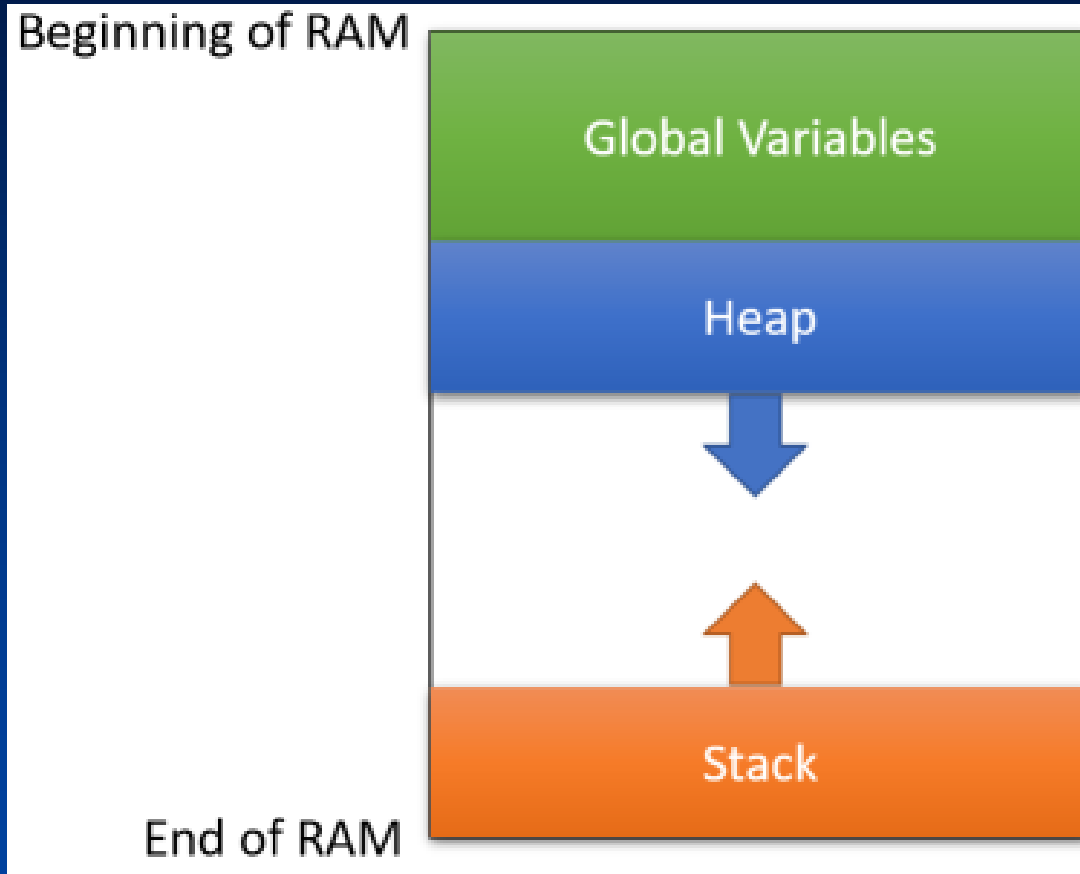 Beginning of RAM
Global Variables
Heap
Stack
End of RAM